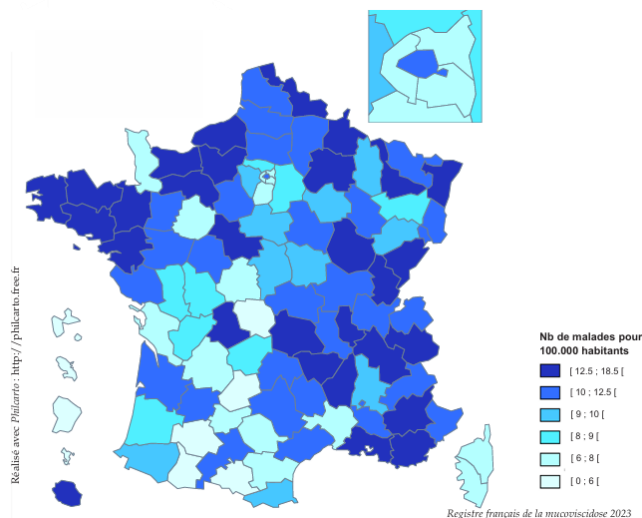 Réalisé avec Philcarto : http://philcarto.free.fr
Nb de malades pour
100.000 habitants
[ 12.5 ; 18.5 [
[ 10 ; 12.5 [
[ 9 ; 10 [
[ 8 ; 9 [
[ 6 ; 8 [
[ 0 ; 6 [
Registre français de la mucoviscidose 2023